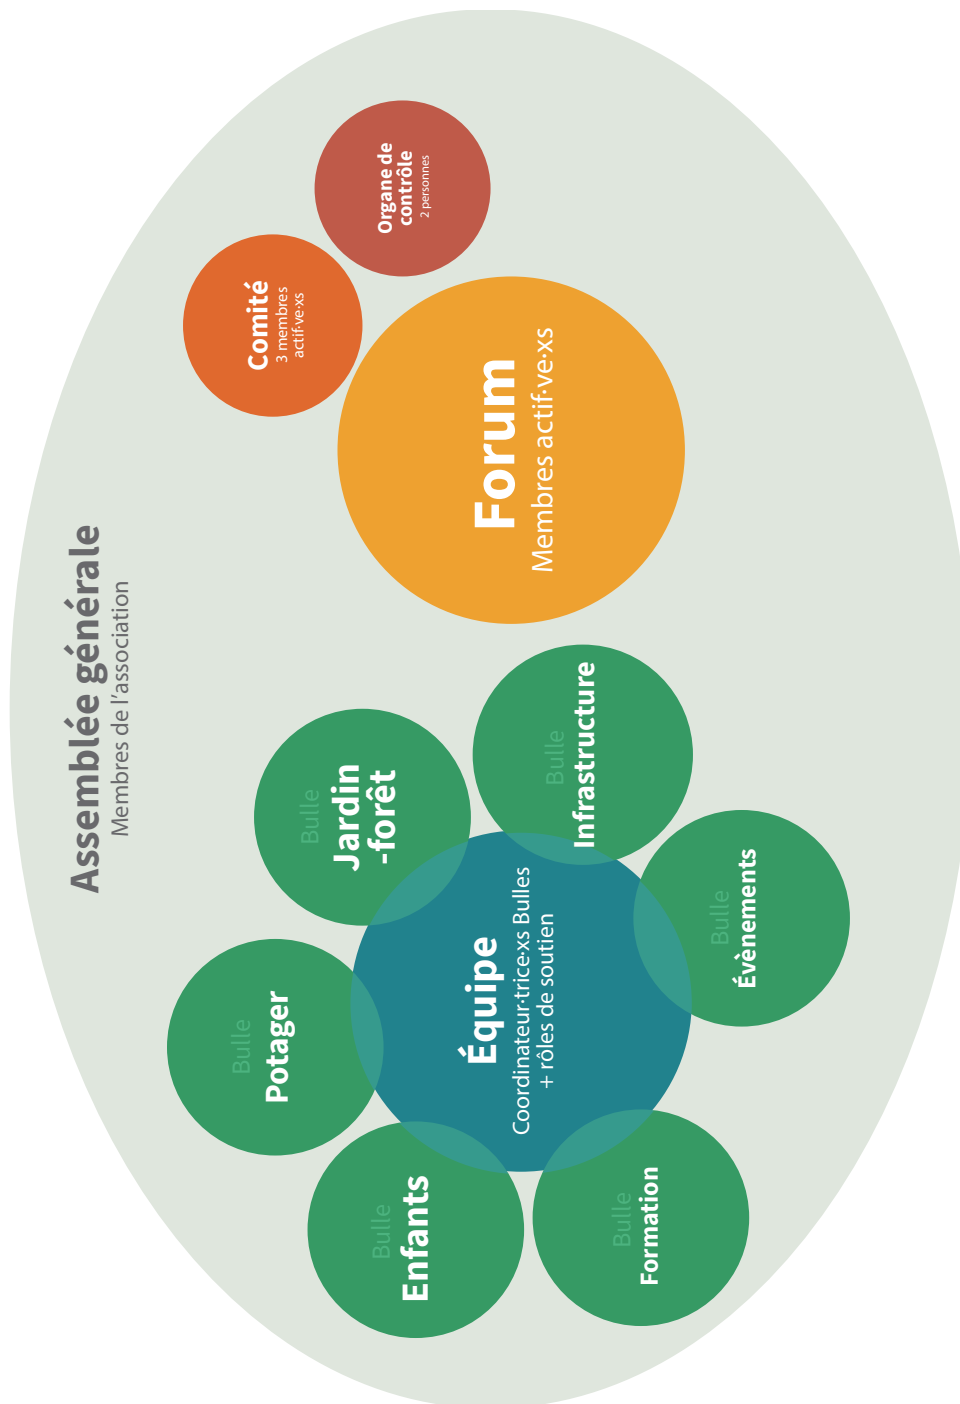 Assemblée générale
Membres de l'association
Bulle
Potager
Bulle
Jardin
-forêt
Comité
3 membres
actif·ve·xs
Organe de
contrôle
2 personnes
Bulle
Enfants
Équipe
Coordinateur·trice·xs Bulles
+ rôles de soutien
Bulle
Infrastructure
Forum
Membres actif·ve·xs
Bulle
Formation
Bulle
Évènements